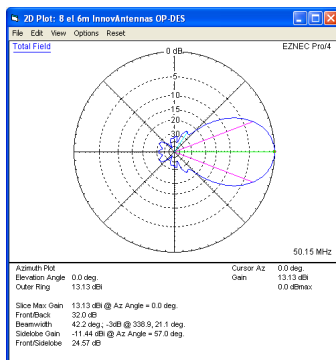 2D Plot: 8 el 6m InnovAntennas OP-DES
File Edit View Options Reset
Total Field
EZNEC Pro/4
0 dB
-5
-10
-15
-20
-30
50.15 MHz
Azimuth Plot
Elevation Angle 0.0 deg.
Outer Ring 13.13 dBi
Cursor Az 0.0 deg.
Gain 13.13 dBi
0.0 dBmax
Slice Max Gain 13.13 dBi @ Az Angle = 0.0 deg.
Front/Back 32.0 dB
Beamwidth 42.2 deg.; -3dB @ 338.9, 21.1 deg.
Sidelobe Gain -11.44 dBi @ Az Angle = 57.0 deg.
Front/Sidelobe 24.57 dB